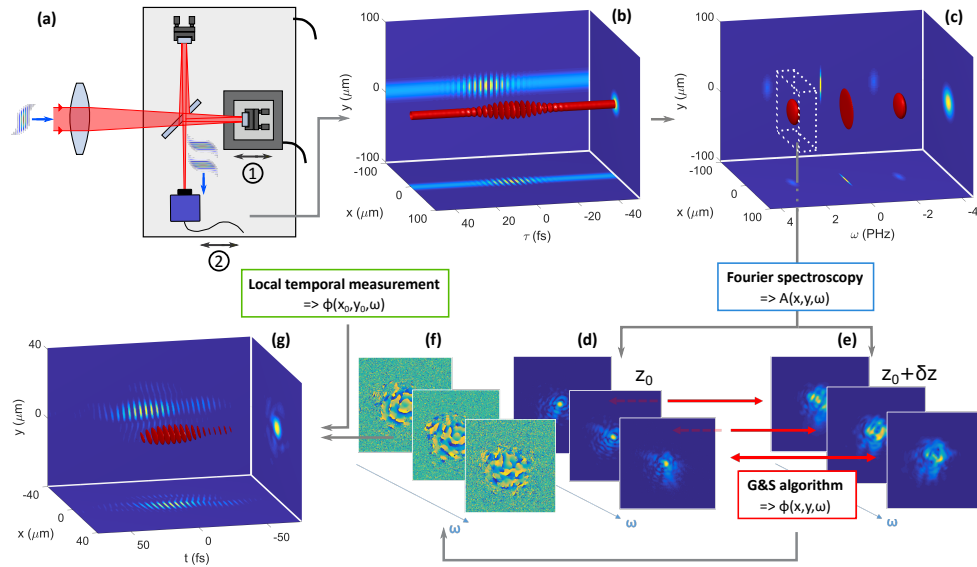 (a)
1
2
(b)
100
0
-100
y (μm)
-100
0
100
x (μm)
40
20
0
-20
-40
τ (fs)
(c)
100
0
-100
y (μm)
-100
0
100
x (μm)
4
2
0
-2
-4
ω (PHz)
Local temporal measurement
=> ϕ(x₀,y₀,ω)
Fourier spectroscopy
=> A(x,y,ω)
(g)
40
0
-40
y (μm)
-40
0
40
x (μm)
50
0
-50
t (fs)
(f)
ω
(d)
z₀
ω
(e)
z₀+δz
ω
G&S algorithm
=> ϕ(x,y,ω)